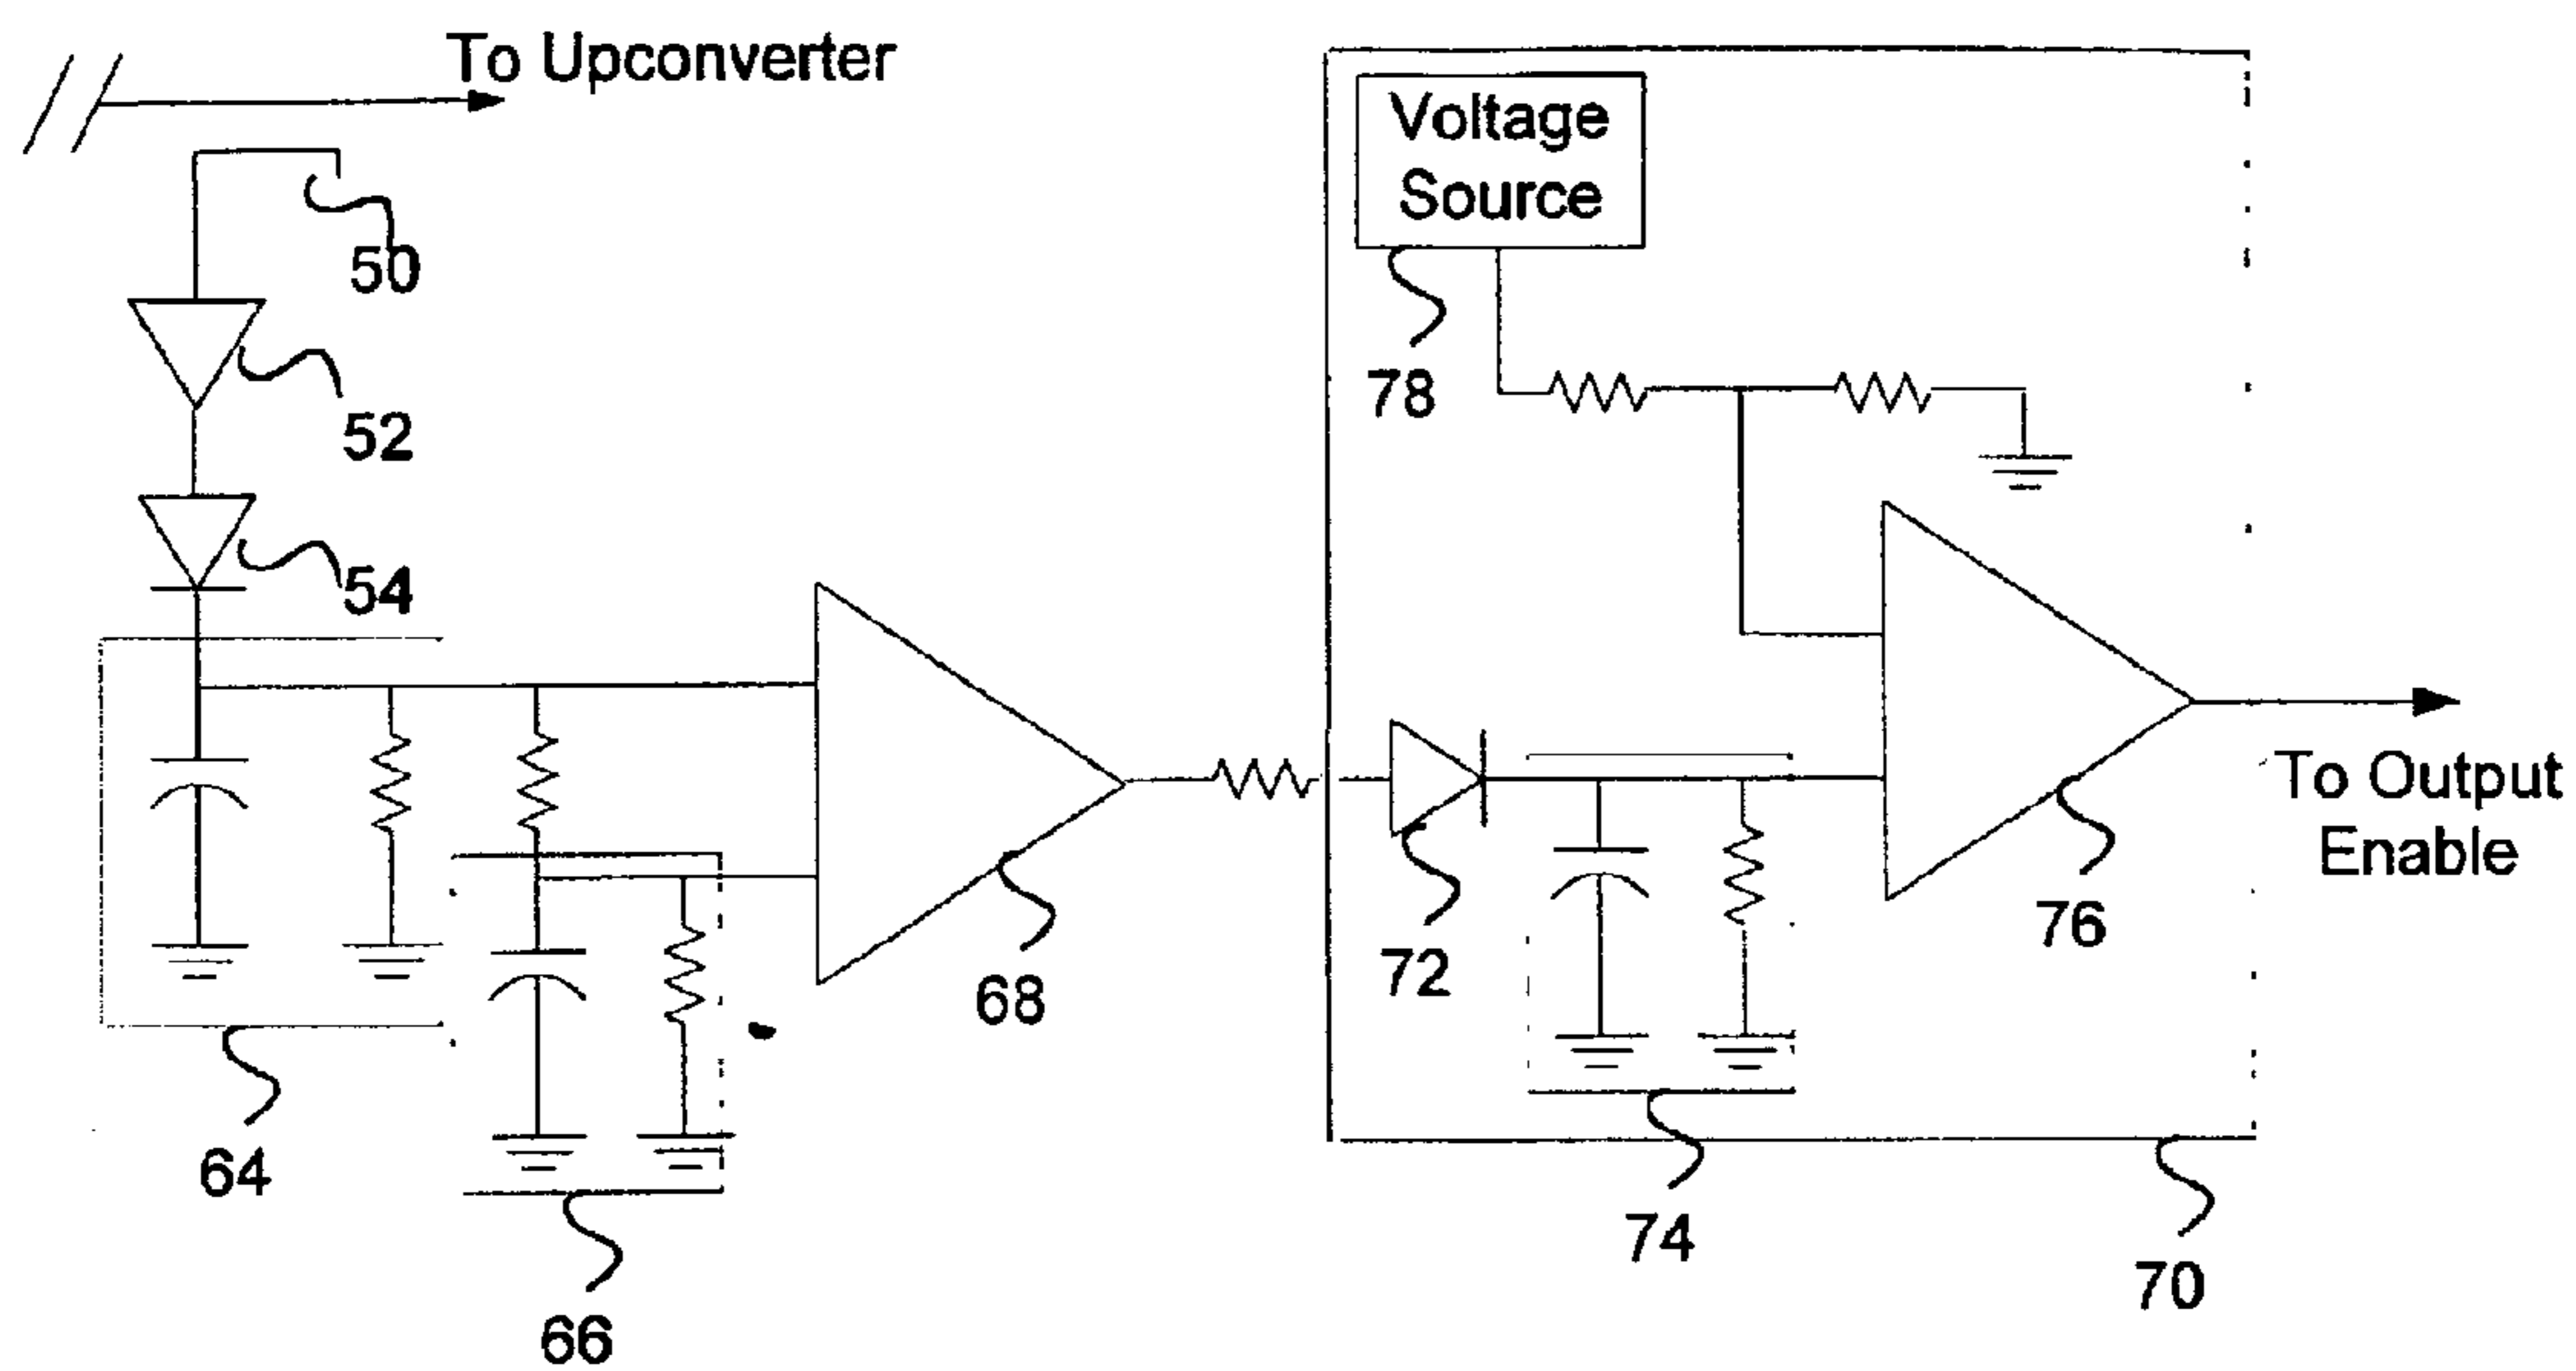 To Upconverter
Voltage
Source
50
78
52
54
To Output
Enable
76
72
68
64
74
70
66